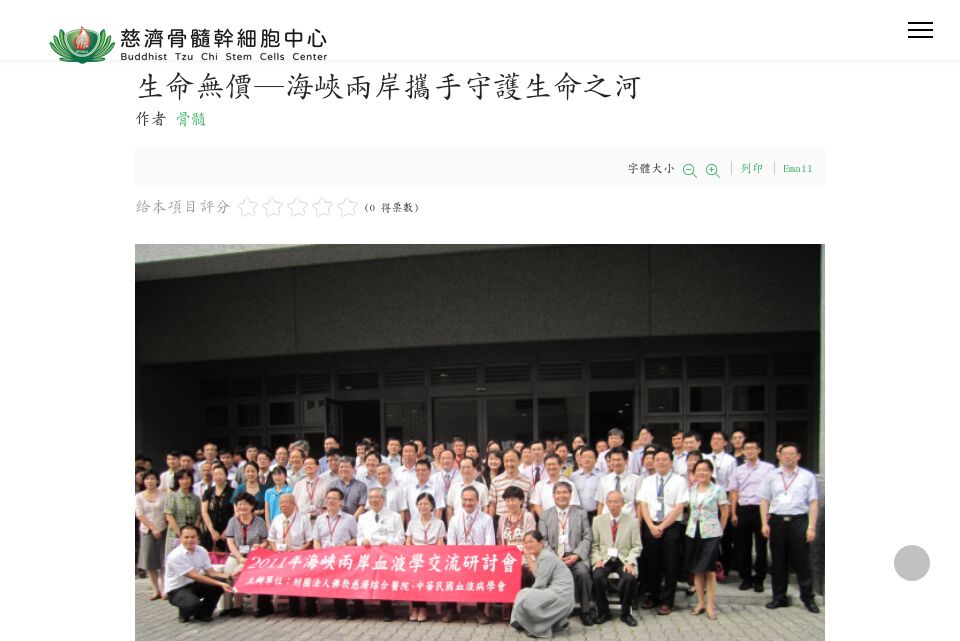 慈濟骨髓幹細胞中心
Buddhist Tzu Chi Stem Cells Center
生命無價—海峽兩岸攜手守護生命之河
作者 骨髓
字體大小 列印 Email
给本項目評分 (0 得票數)
2011年海峽兩岸血液學交流研討會
主辦單位：財團法人佛教慈濟綜合醫院·中華民國血液病學會